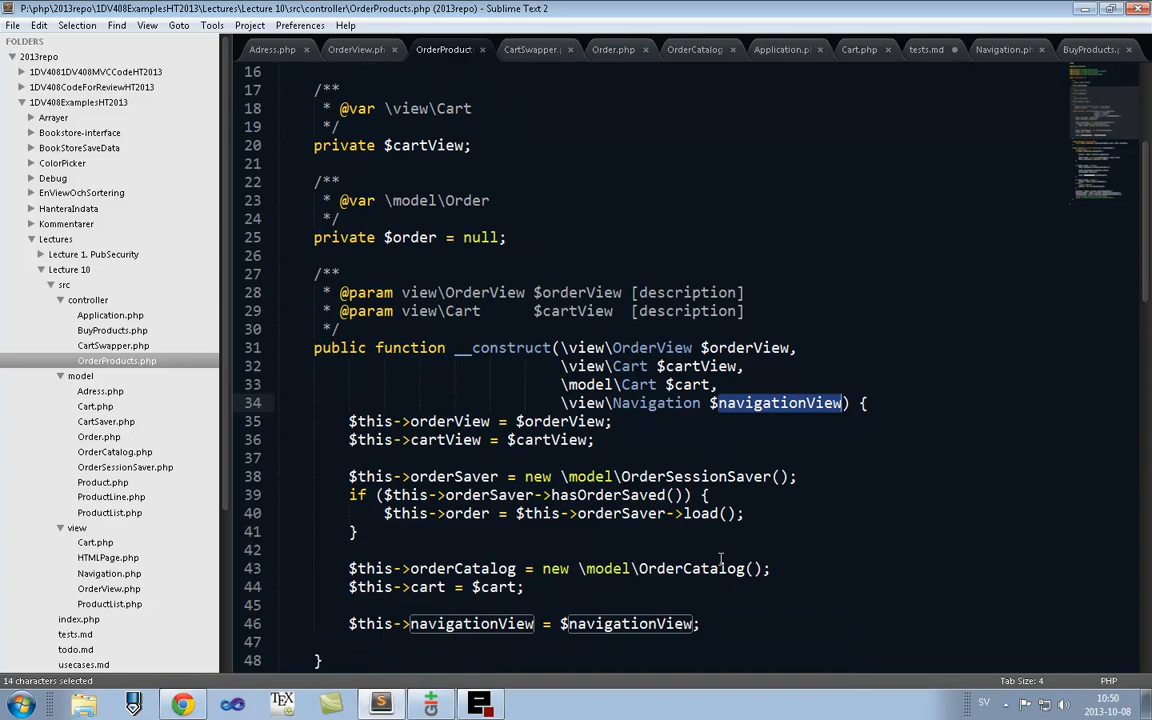 P:\php\2013repo\1DV408ExamplesHT2013\Lectures\Lecture 10\src\controller\OrderProducts.php (2013repo) - Sublime Text 2
File Edit Selection Find View Goto Tools Project Preferences Help
FOLDERS
2013repo
1DV4081DV408MVCCodeHT2013
1DV408CodeForReviewHT2013
1DV408ExamplesHT2013
Arrayer
Bookstore-interface
BookStoreSaveData
ColorPicker
Debug
EnViewOchSortering
HanteraIndata
Kommentarer
Lectures
Lecture 1. PubSecurity
Lecture 10
src
controller
Application.php
BuyProducts.php
CartSwapper.php
OrderProducts.php
model
Adress.php
Cart.php
CartSaver.php
Order.php
OrderCatalog.php
OrderSessionSaver.php
Product.php
ProductLine.php
ProductList.php
view
Cart.php
HTMLPage.php
Navigation.php
OrderView.php
ProductList.php
index.php
tests.md
todo.md
usecases.md
Adress.php × OrderView.ph × OrderProduct × CartSwapper.p × Order.php × OrderCatalog × Application.p × Cart.php × tests.md Navigation.ph × BuyProducts. ×
16
17 /**
18 * @var \view\Cart
19 */
20 private $cartView;
21
22 /**
23 * @var \model\Order
24 */
25 private $order = null;
26
27 /**
28 * @param view\OrderView $orderView [description]
29 * @param view\Cart $cartView [description]
30 */
31 public function __construct(\view\OrderView $orderView,
32 \view\Cart $cartView,
33 \model\Cart $cart,
34 \view\Navigation $navigationView) {
35 $this->orderView = $orderView;
36 $this->cartView = $cartView;
37
38 $this->orderSaver = new \model\OrderSessionSaver();
39 if ($this->orderSaver->hasOrderSaved()) {
40 $this->order = $this->orderSaver->load();
41 }
42
43 $this->orderCatalog = new \model\OrderCatalog();
44 $this->cart = $cart;
45
46 $this->navigationView = $navigationView;
47
48 }
14 characters selected Tab Size: 4 PHP
SV 10:50
2013-10-08